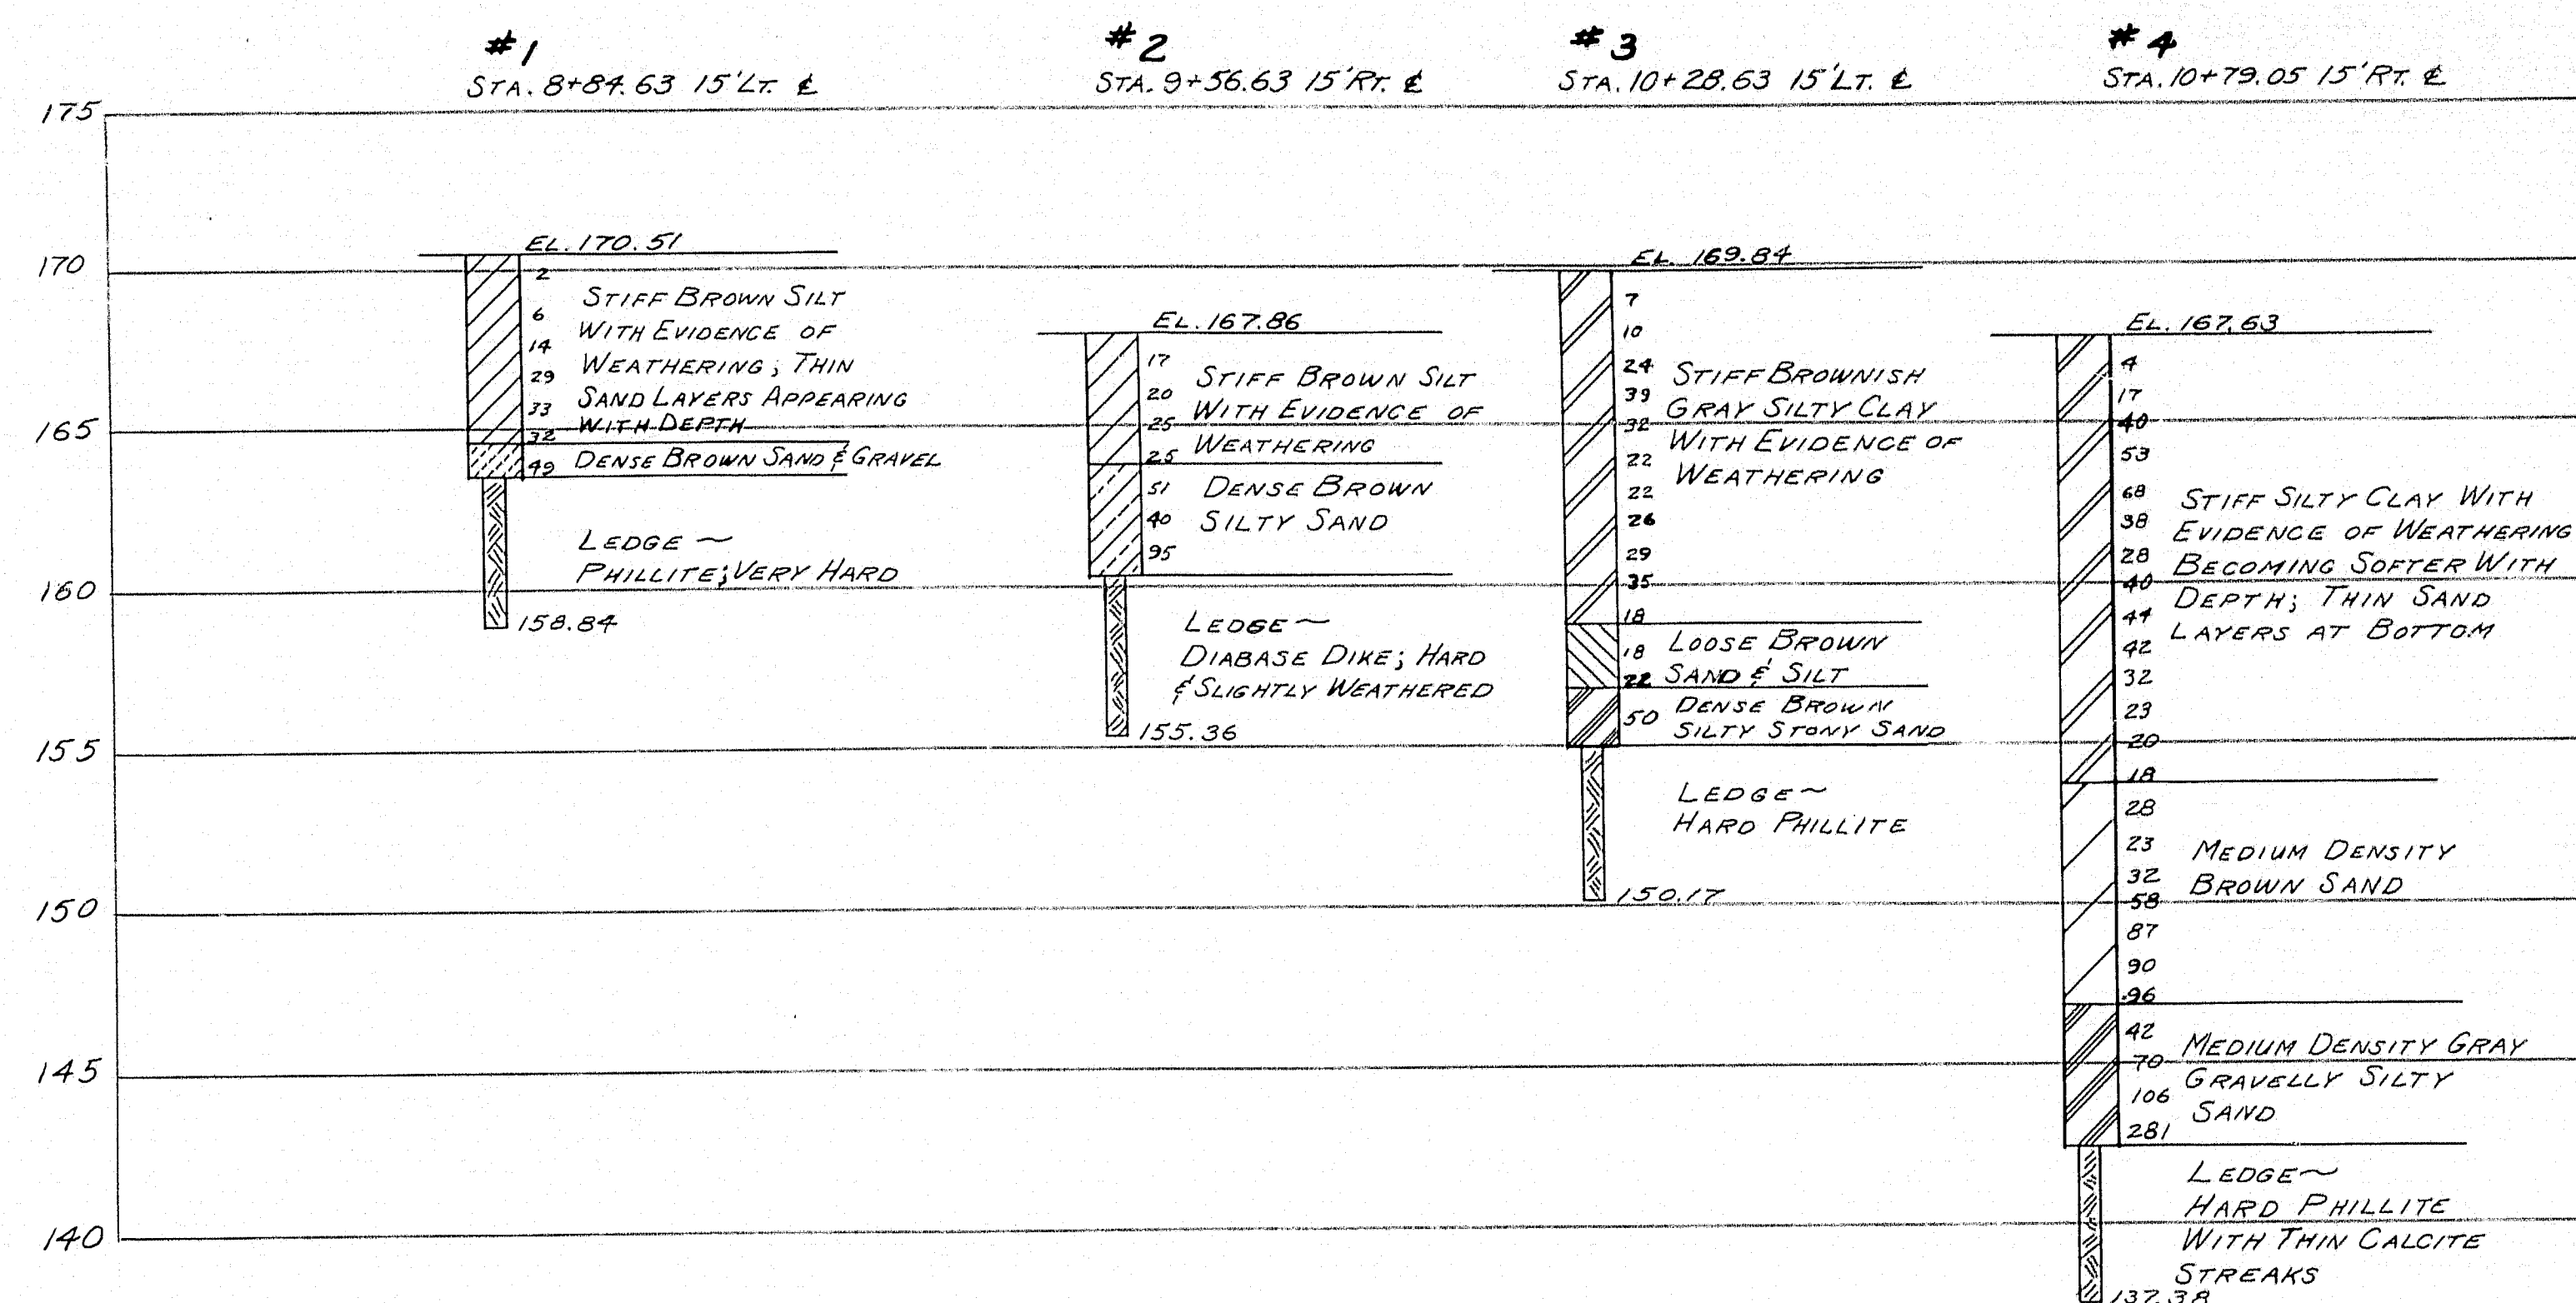 #1
STA. 8+84.63 15' LT. ℄
#2
STA. 9+56.63 15' RT. ℄
#3
STA. 10+28.63 15' LT. ℄
#4
STA. 10+79.05 15' RT. ℄
175
170
165
160
155
150
145
140
EL. 170.51
2
6
14
29
33
32
49
STIFF BROWN SILT
WITH EVIDENCE OF
WEATHERING; THIN
SAND LAYERS APPEARING
WITH DEPTH
DENSE BROWN SAND & GRAVEL
LEDGE ~
PHILLITE; VERY HARD
158.84
EL. 167.86
17
20
25
25
51
40
95
STIFF BROWN SILT
WITH EVIDENCE OF
WEATHERING
DENSE BROWN
SILTY SAND
LEDGE ~
DIABASE DIKE; HARD
& SLIGHTLY WEATHERED
155.36
EL. 169.84
7
10
24
39
32
22
22
26
29
35
18
18
22
50
STIFF BROWNISH
GRAY SILTY CLAY
WITH EVIDENCE OF
WEATHERING
LOOSE BROWN
SAND & SILT
DENSE BROWN
SILTY STONY SAND
LEDGE ~
HARD PHILLITE
150.17
EL. 167.63
4
17
40
53
68
38
28
40
44
42
32
23
20
18
28
23
32
58
87
90
96
42
70
106
281
STIFF SILTY CLAY WITH
EVIDENCE OF WEATHERING
BECOMING SOFTER WITH
DEPTH; THIN SAND
LAYERS AT BOTTOM
MEDIUM DENSITY
BROWN SAND
MEDIUM DENSITY GRAY
GRAVELLY SILTY
SAND
LEDGE ~
HARD PHILLITE
WITH THIN CALCITE
STREAKS
137.38